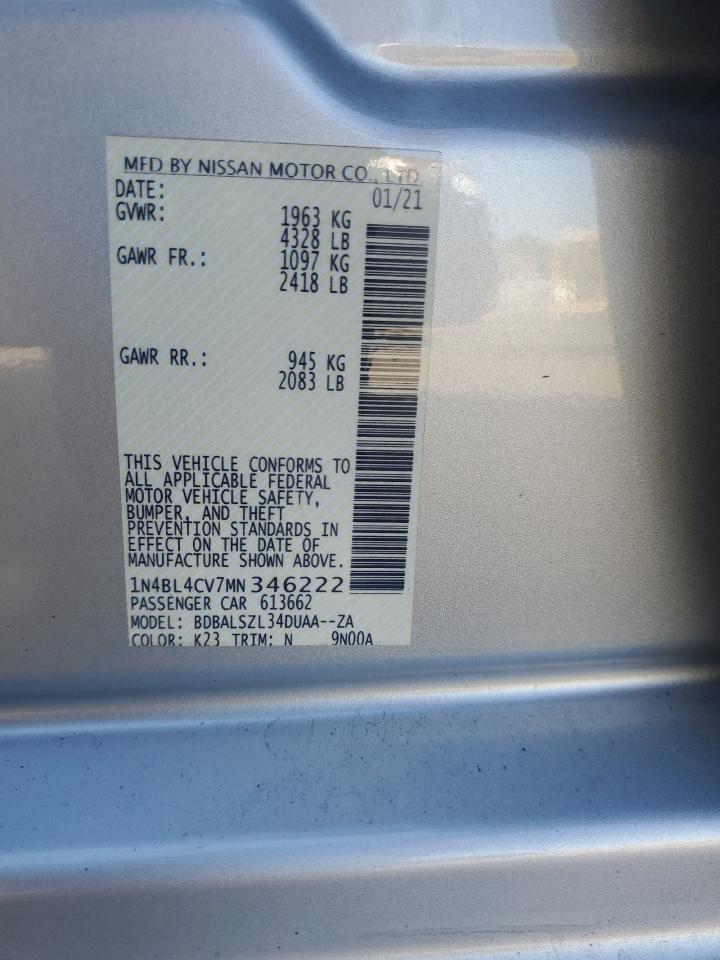 MFD BY NISSAN MOTOR CO., LTD
DATE: 01/21
GVWR: 1963 KG
4328 LB
GAWR FR.: 1097 KG
2418 LB
GAWR RR.: 945 KG
2083 LB
THIS VEHICLE CONFORMS TO
ALL APPLICABLE FEDERAL
MOTOR VEHICLE SAFETY,
BUMPER, AND THEFT
PREVENTION STANDARDS IN
EFFECT ON THE DATE OF
MANUFACTURE SHOWN ABOVE.
1N4BL4CV7MN346222
PASSENGER CAR 613662
MODEL: BDBALSZL34DUAA--ZA
COLOR: K23 TRIM: N 9N00A